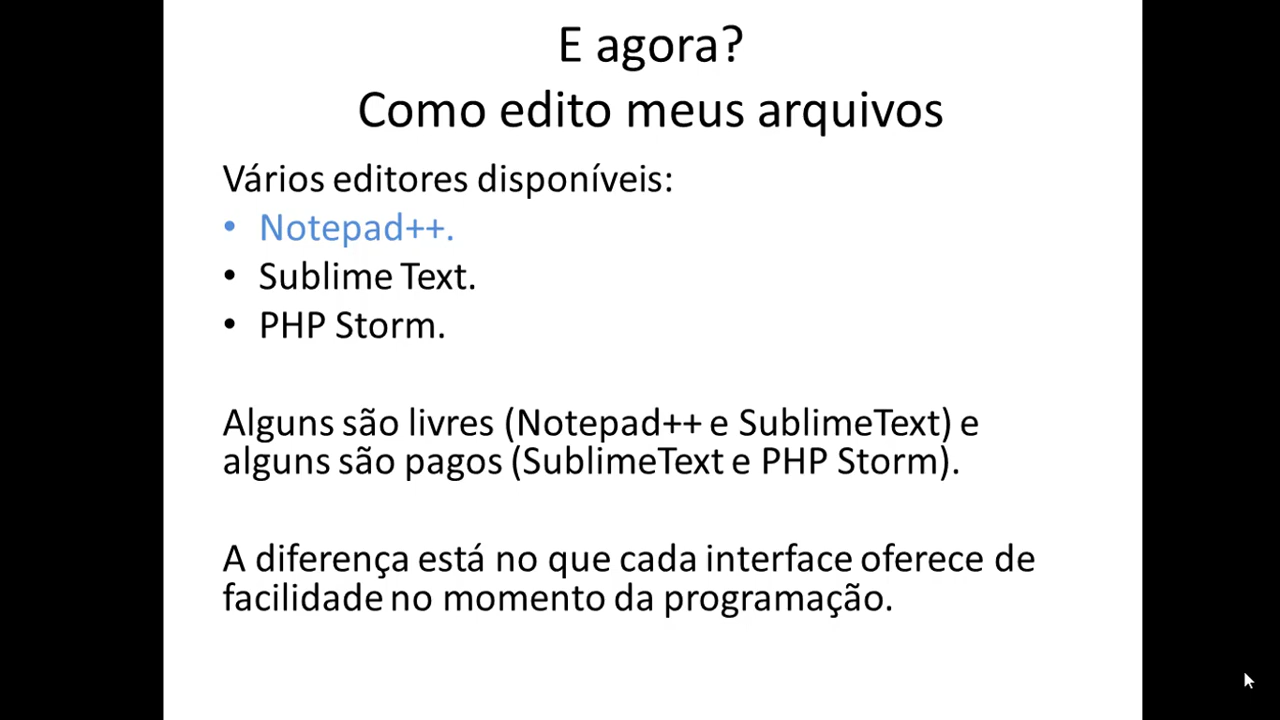 E agora?
Como edito meus arquivos
Vários editores disponíveis:
• Notepad++.
• Sublime Text.
• PHP Storm.
Alguns são livres (Notepad++ e SublimeText) e
alguns são pagos (SublimeText e PHP Storm).
A diferença está no que cada interface oferece de
facilidade no momento da programação.